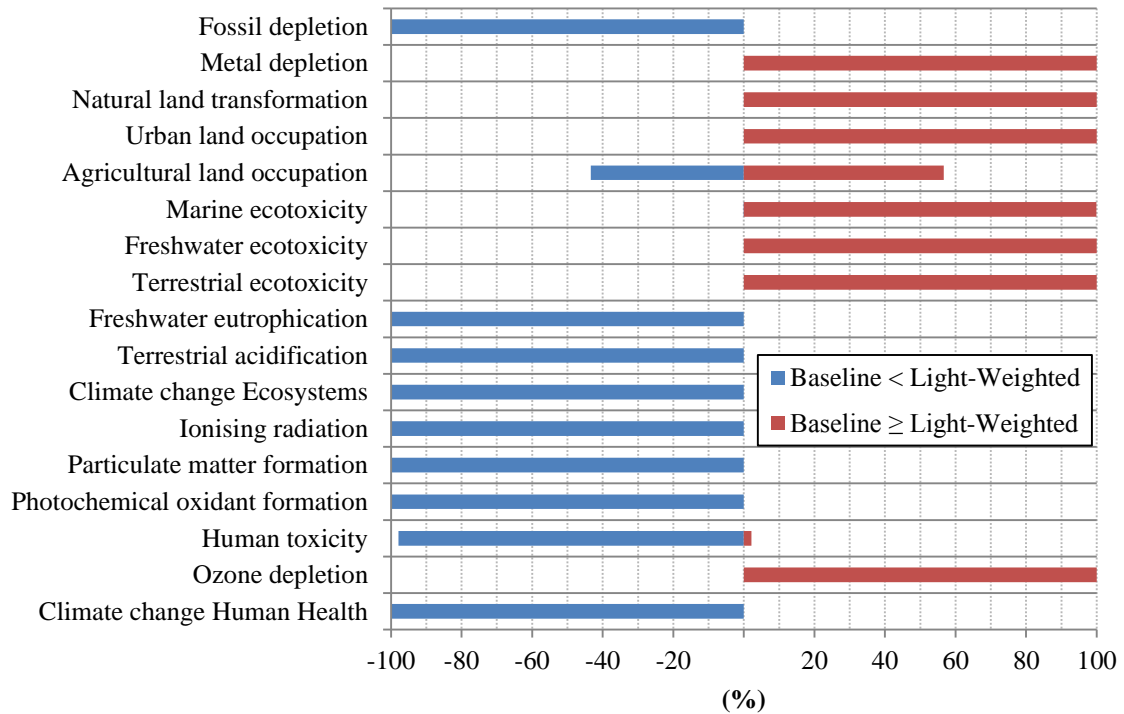 Fossil depletion
Metal depletion
Natural land transformation
Urban land occupation
Agricultural land occupation
Marine ecotoxicity
Freshwater ecotoxicity
Terrestrial ecotoxicity
Freshwater eutrophication
Terrestrial acidification
Climate change Ecosystems
Ionising radiation
Particulate matter formation
Photochemical oxidant formation
Human toxicity
Ozone depletion
Climate change Human Health
Baseline < Light-Weighted
Baseline ≥ Light-Weighted
-100 -80 -60 -40 -20 20 40 60 80 100
(%)